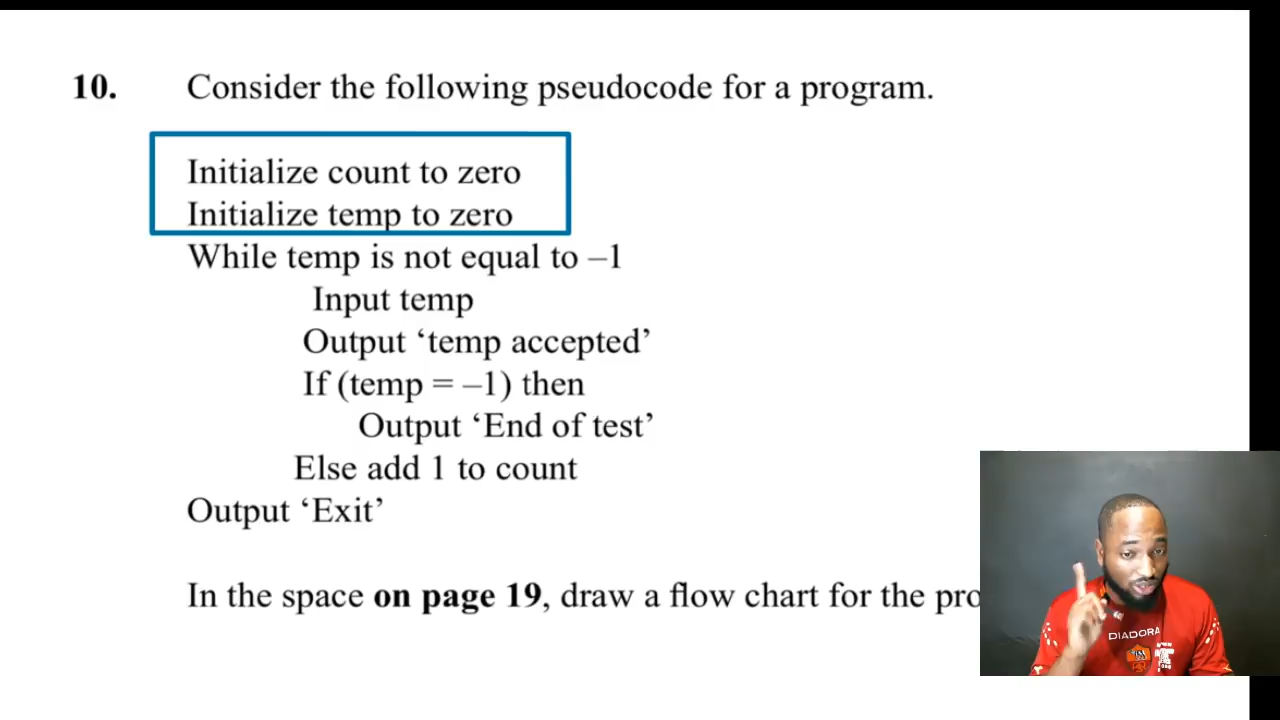 10. Consider the following pseudocode for a program.
Initialize count to zero
Initialize temp to zero
While temp is not equal to –1
Input temp
Output ‘temp accepted’
If (temp = –1) then
Output ‘End of test’
Else add 1 to count
Output ‘Exit’
In the space on page 19, draw a flow chart for the pro
DIADORA